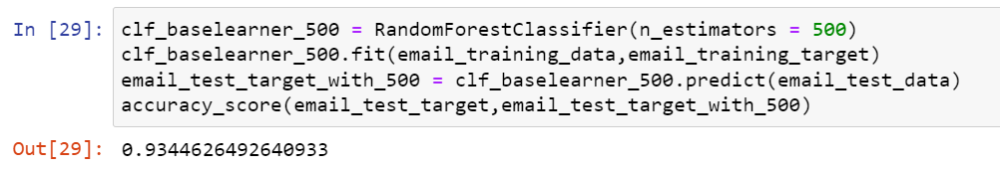 In [29]: clf_baselearner_500 = RandomForestClassifier(n_estimators = 500)
clf_baselearner_500.fit(email_training_data,email_training_target)
email_test_target_with_500 = clf_baselearner_500.predict(email_test_data)
accuracy_score(email_test_target,email_test_target_with_500)
Out[29]: 0.9344626492640933